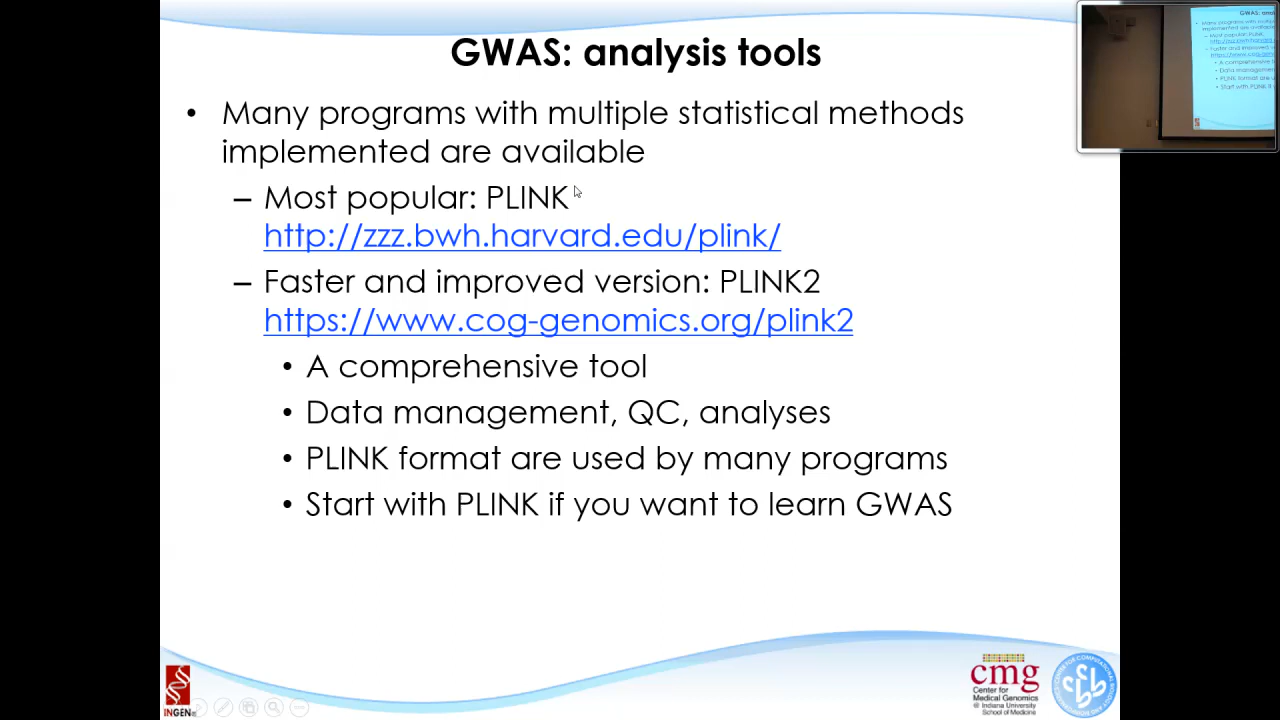 GWAS: analysis tools
• Many programs with multiple statistical methods
implemented are available
– Most popular: PLINK
http://zzz.bwh.harvard.edu/plink/
– Faster and improved version: PLINK2
https://www.cog-genomics.org/plink2
• A comprehensive tool
• Data management, QC, analyses
• PLINK format are used by many programs
• Start with PLINK if you want to learn GWAS
INGEN
cmg
Center for
Medical Genomics
@ Indiana University
School of Medicine